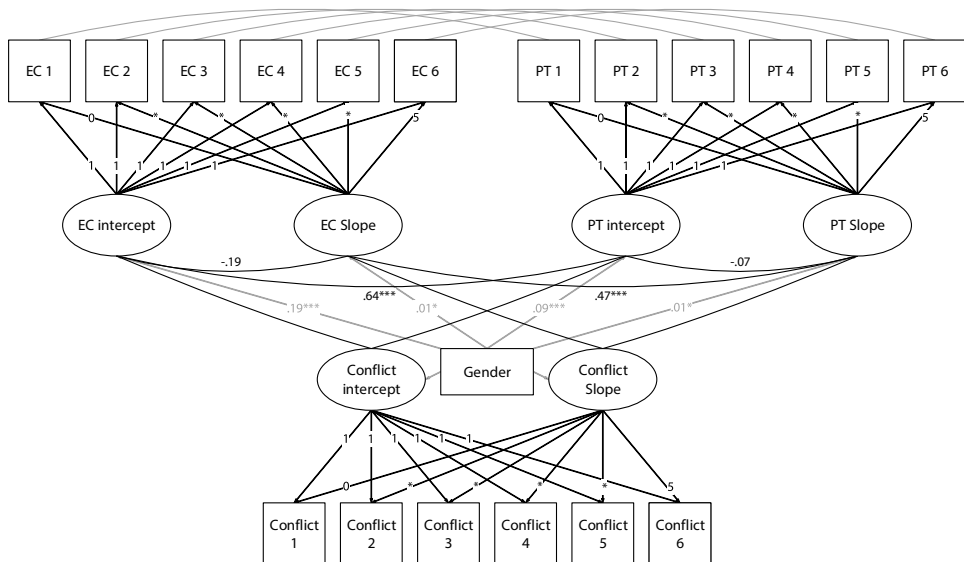 EC 1 EC 2 EC 3 EC 4 EC 5 EC 6 PT 1 PT 2 PT 3 PT 4 PT 5 PT 6
0 * * * * 5 0 * * * * 5
1 1 1 1 1 1 1 1 1 1 1 1
EC intercept EC Slope PT intercept PT Slope
-.19 -.07
.64*** .47***
.19*** .01* .09*** .01*
Conflict intercept Gender Conflict Slope
1 1 1 1 1 1
0 * * * * 5
Conflict 1 Conflict 2 Conflict 3 Conflict 4 Conflict 5 Conflict 6